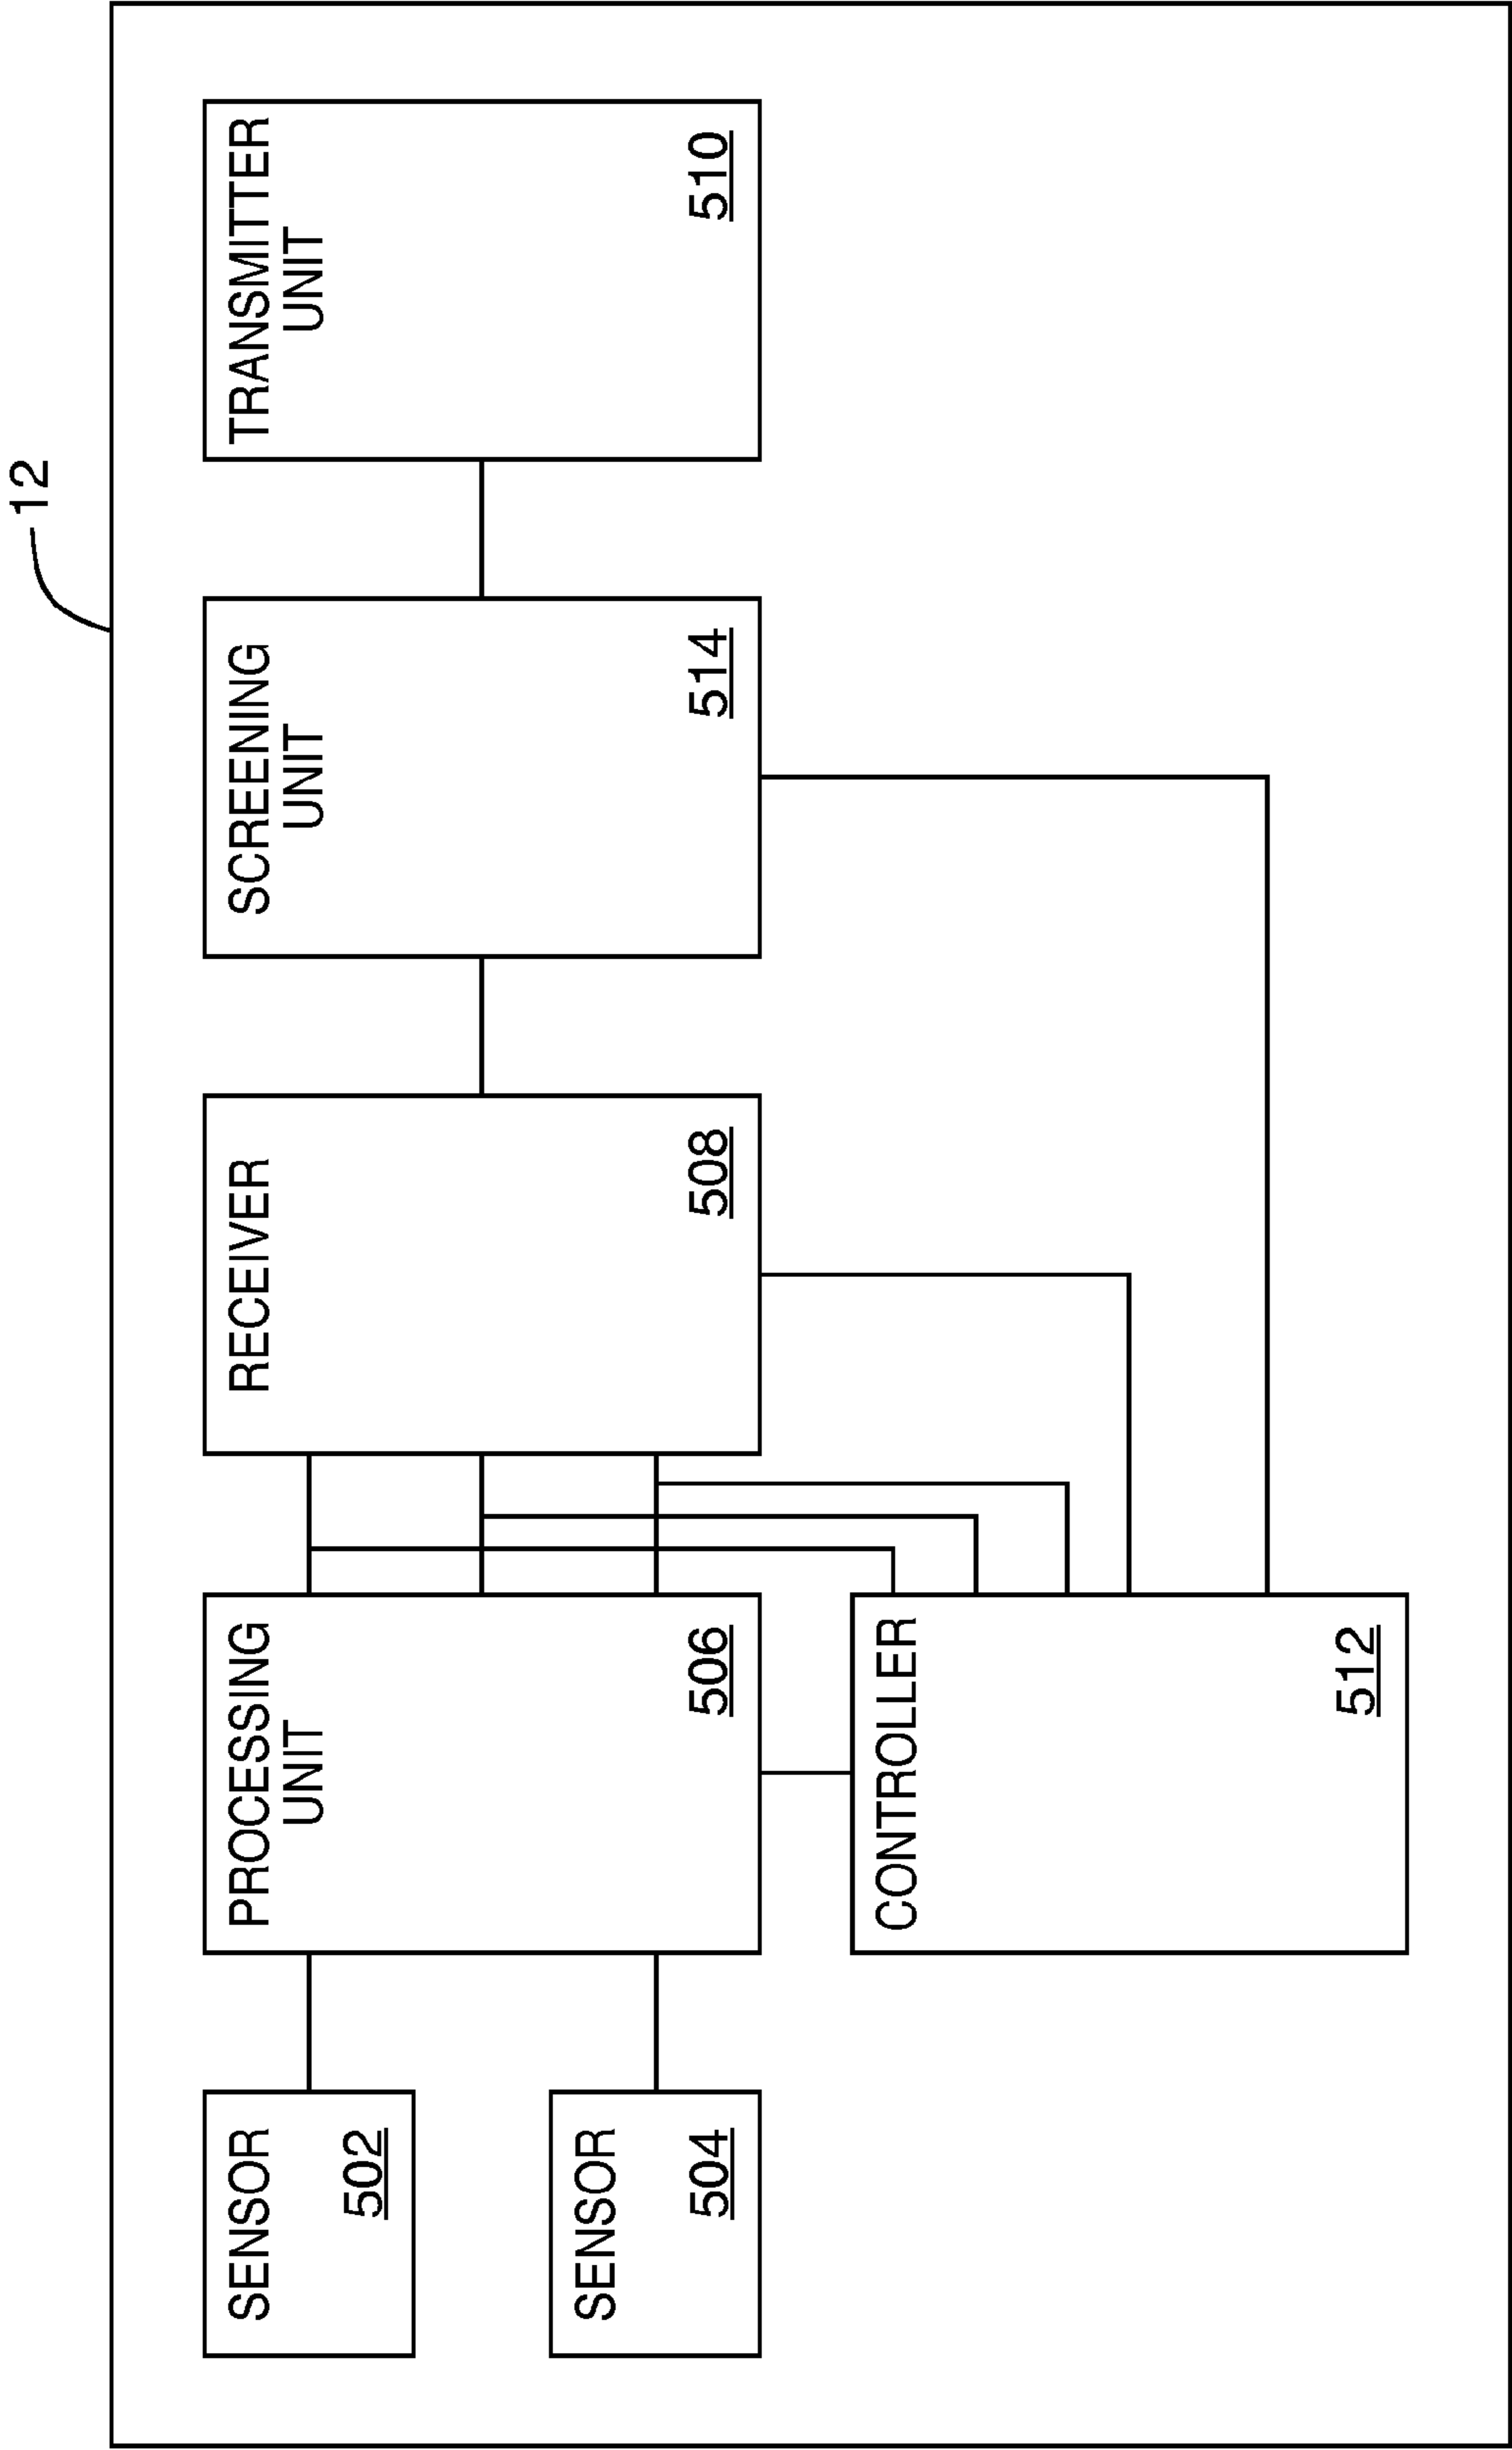 12
SENSOR
502
SENSOR
504
PROCESSING
UNIT
506
RECEIVER
508
SCREENING
UNIT
514
TRANSMITTER
UNIT
510
CONTROLLER
512